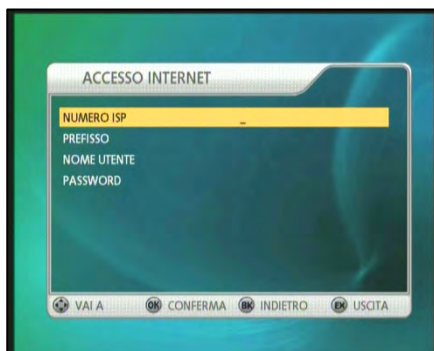 ACCESSO INTERNET
NUMERO ISP _
PREFISSO
NOME UTENTE
PASSWORD
VAI A OK CONFERMA BK INDIETRO EX USCITA